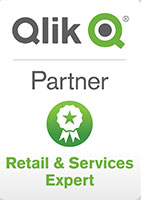 Qlik Q®
Partner
Retail & Services
Expert